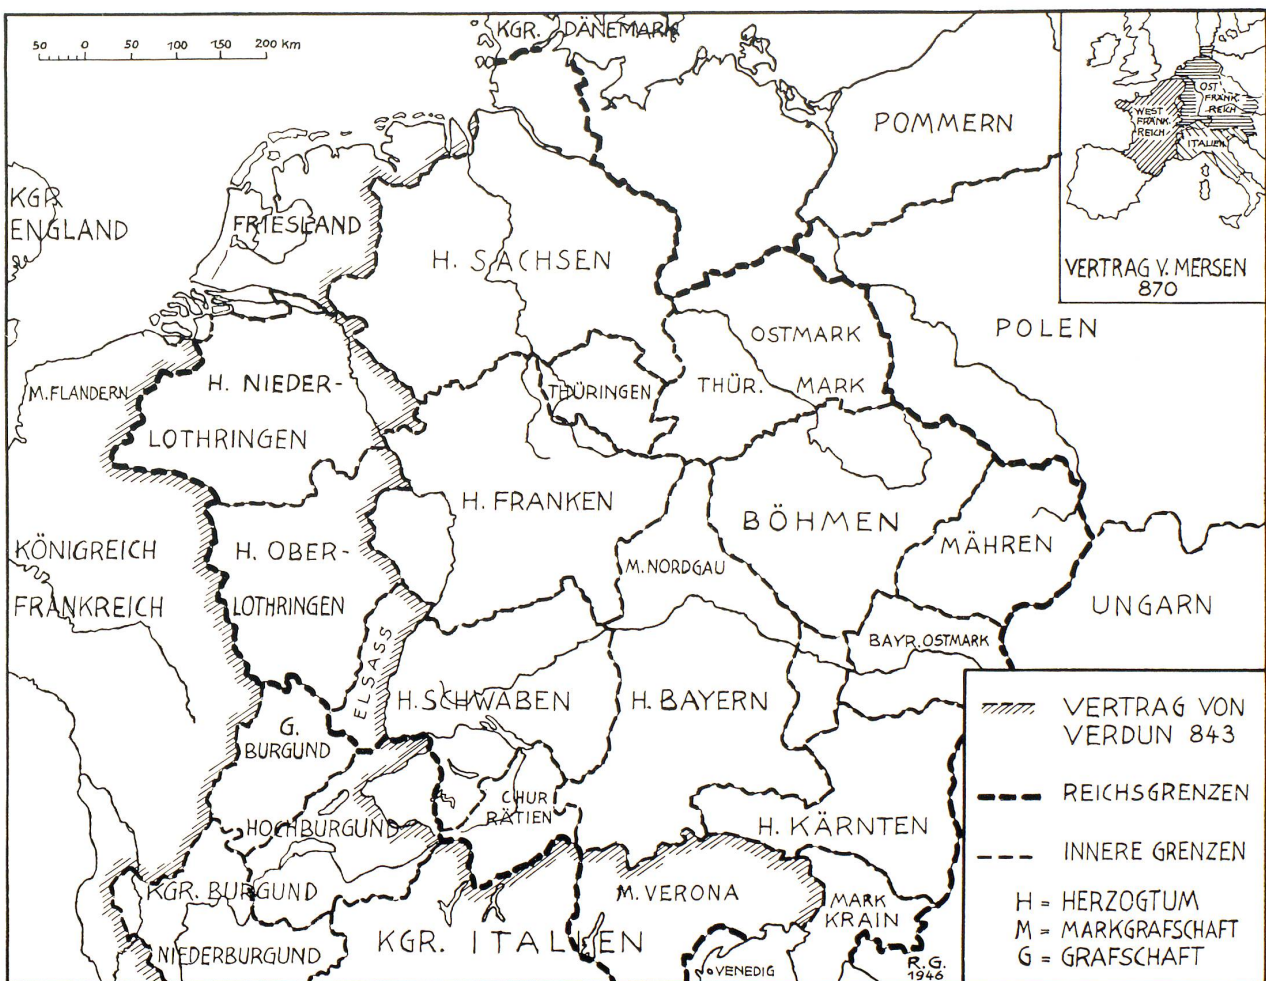 50 0 50 100 150 200 Km
KGR. DÄNEMARK
POMMERN
OST
FRÄNK.
REICH
WEST
FRÄNK.
REICH
ITALIEN
VERTRAG V. MERSEN
870
KGR.
ENGLAND
FRIESLAND
H. SACHSEN
POLEN
OSTMARK
M. FLANDERN
H. NIEDER-
LOTHRINGEN
THÜRINGEN
THÜR. MARK
H. FRANKEN
BÖHMEN
MÄHREN
KÖNIGREICH
FRANKREICH
H. OBER-
LOTHRINGEN
M. NORDGAU
UNGARN
BAYR. OSTMARK
ELSASS
H. SCHWABEN
H. BAYERN
G.
BURGUND
CHUR
RÄTIEN
HOCHBURGUND
H. KÄRNTEN
KGR. BURGUND
M. VERONA
MARK
KRAIN
NIEDERBURGUND
KGR. ITALIEN
VENEDIG
R.G.
1946
VERTRAG VON
VERDUN 843
REICHSGRENZEN
INNERE GRENZEN
H = HERZOGTUM
M = MARKGRAFSCHAFT
G = GRAFSCHAFT